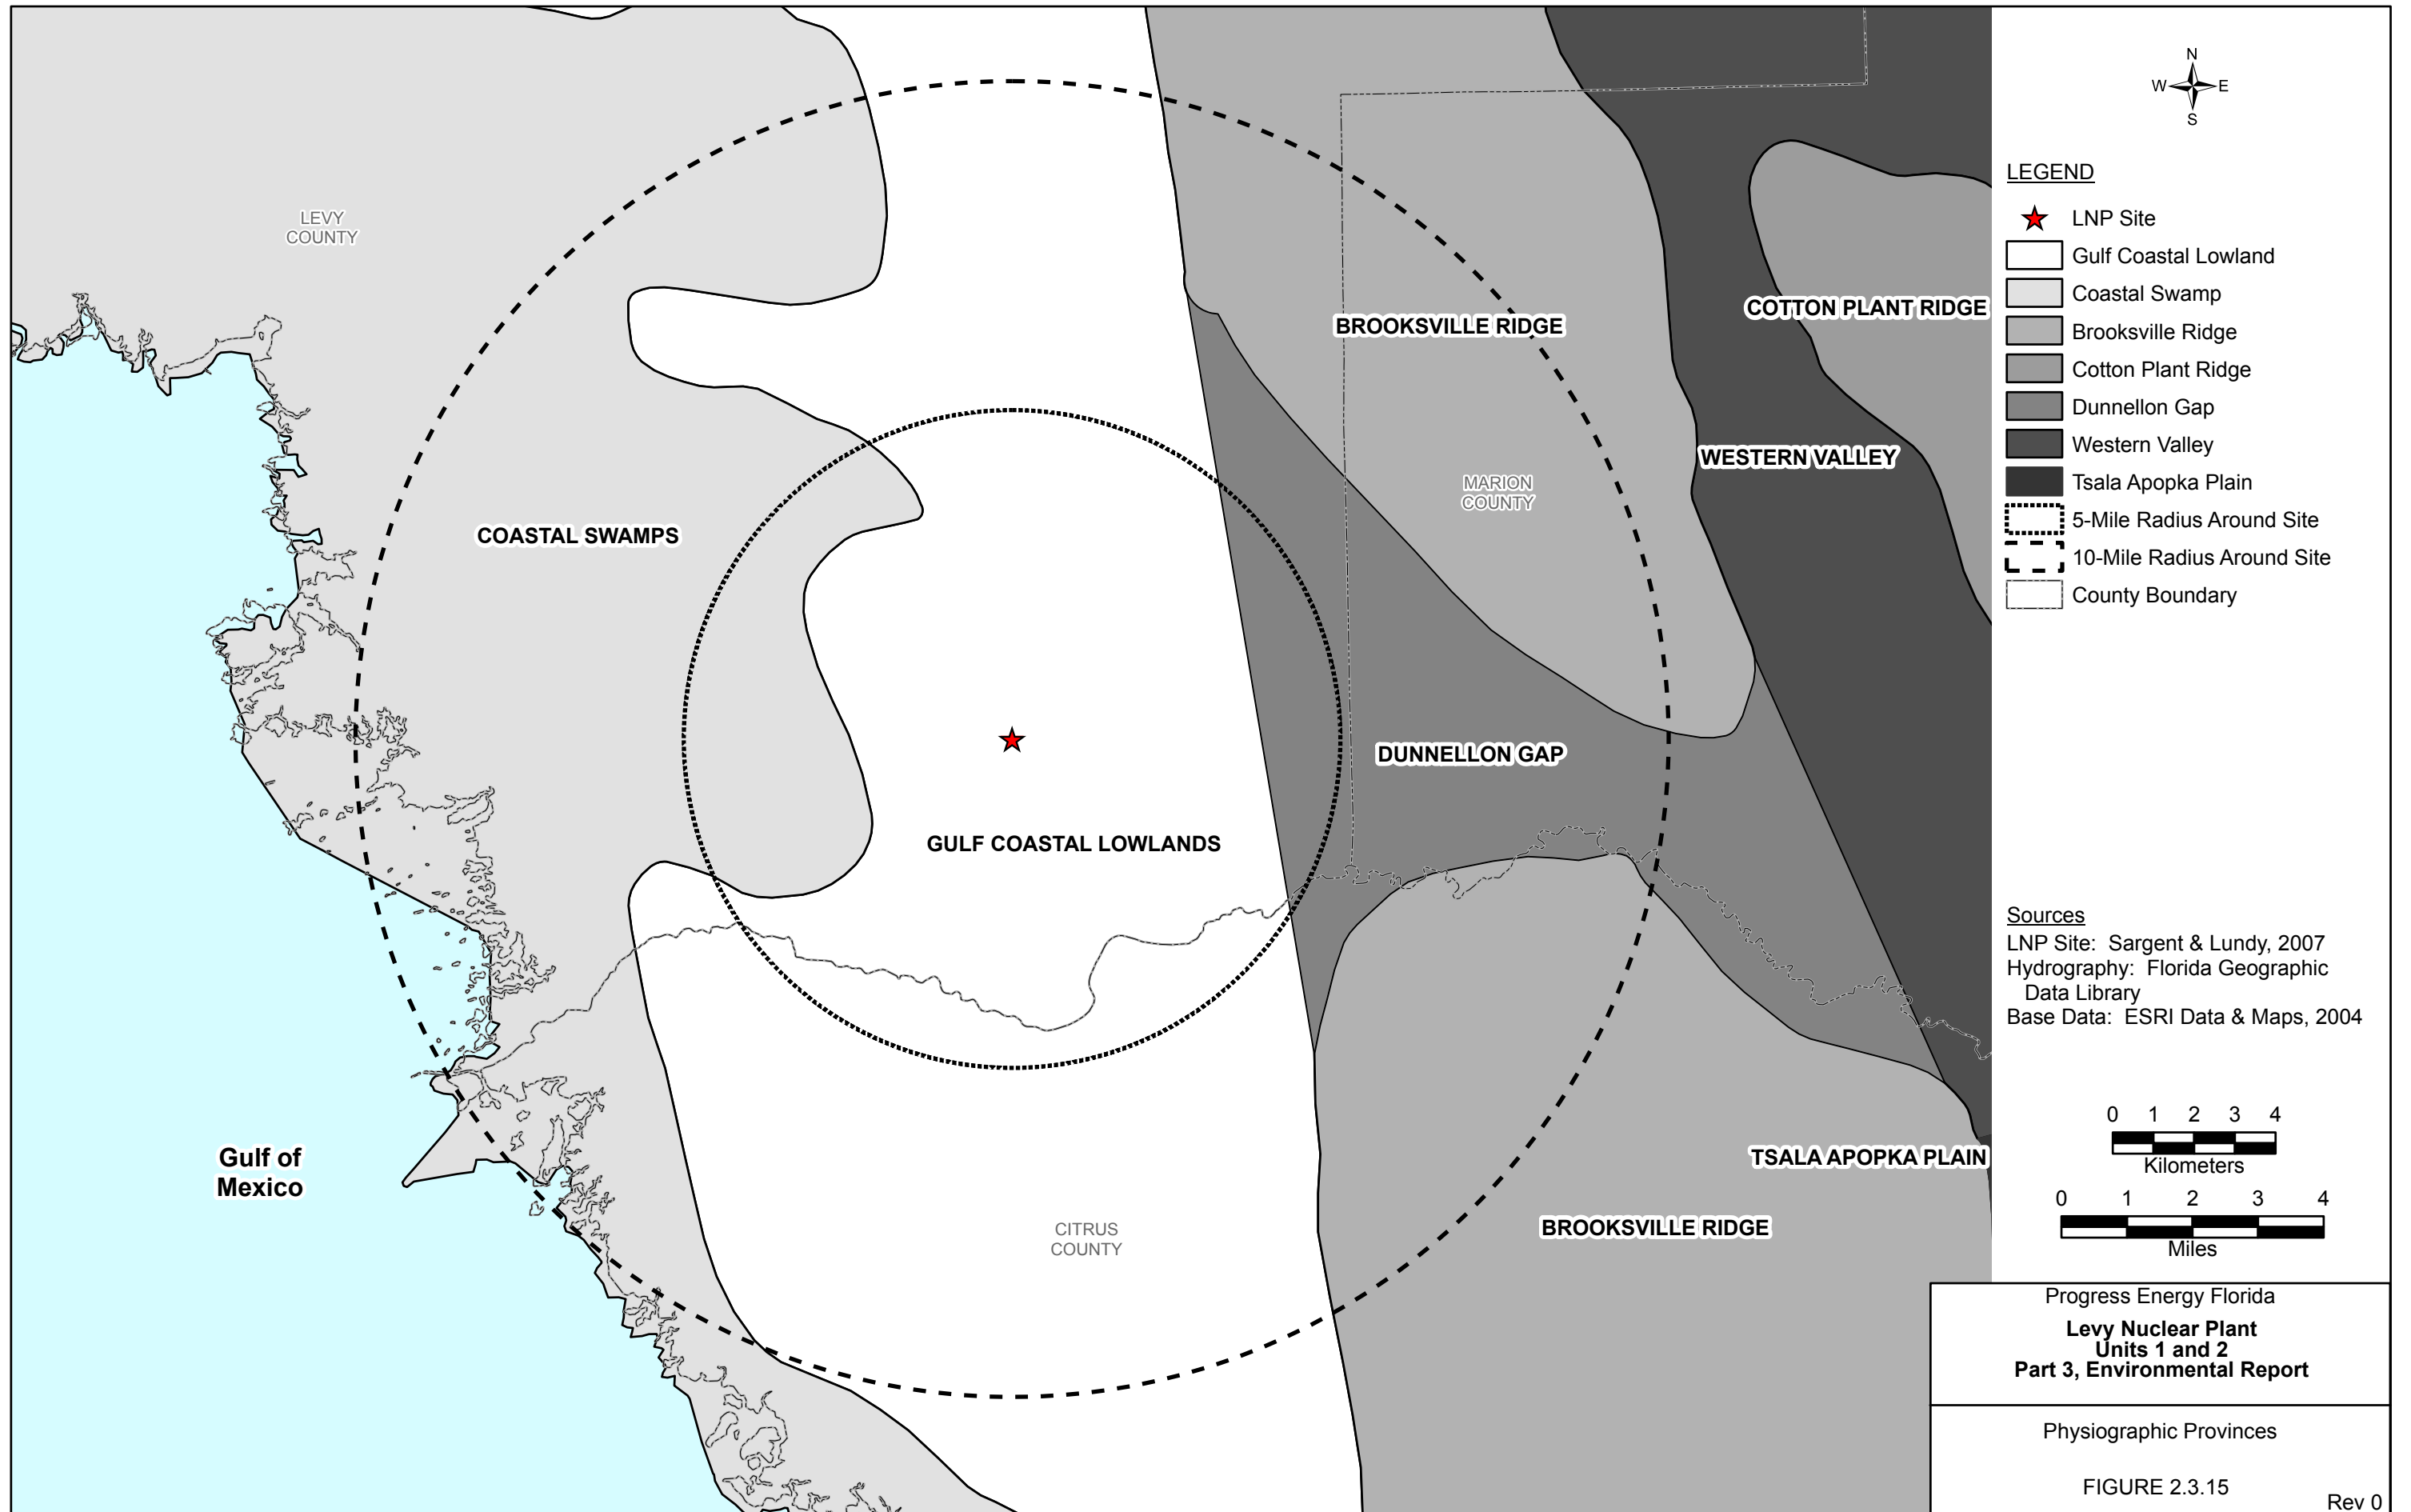 LEVY
COUNTY
BROOKSVILLE RIDGE
COTTON PLANT RIDGE
WESTERN VALLEY
MARION
COUNTY
COASTAL SWAMPS
DUNNELLON GAP
GULF COASTAL LOWLANDS
Gulf of
Mexico
TSALA APOPKA PLAIN
BROOKSVILLE RIDGE
CITRUS
COUNTY
N
W E
S
LEGEND
LNP Site
Gulf Coastal Lowland
Coastal Swamp
Brooksville Ridge
Cotton Plant Ridge
Dunnellon Gap
Western Valley
Tsala Apopka Plain
5-Mile Radius Around Site
10-Mile Radius Around Site
County Boundary
Sources
LNP Site: Sargent & Lundy, 2007
Hydrography: Florida Geographic
Data Library
Base Data: ESRI Data & Maps, 2004
0 1 2 3 4
Kilometers
0 1 2 3 4
Miles
Progress Energy Florida
Levy Nuclear Plant
Units 1 and 2
Part 3, Environmental Report
Physiographic Provinces
FIGURE 2.3.15
Rev 0